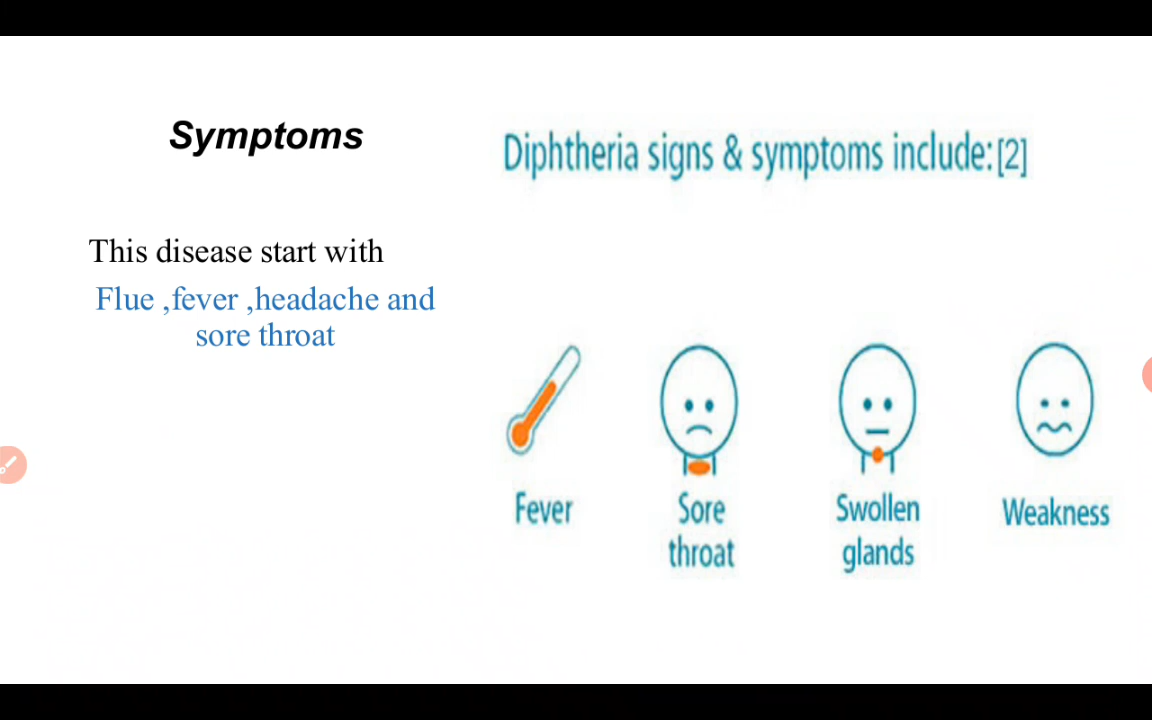 Symptoms
This disease start with
Flue ,fever ,headache and
sore throat
Diphtheria signs & symptoms include:[2]
Fever
Sore
throat
Swollen
glands
Weakness